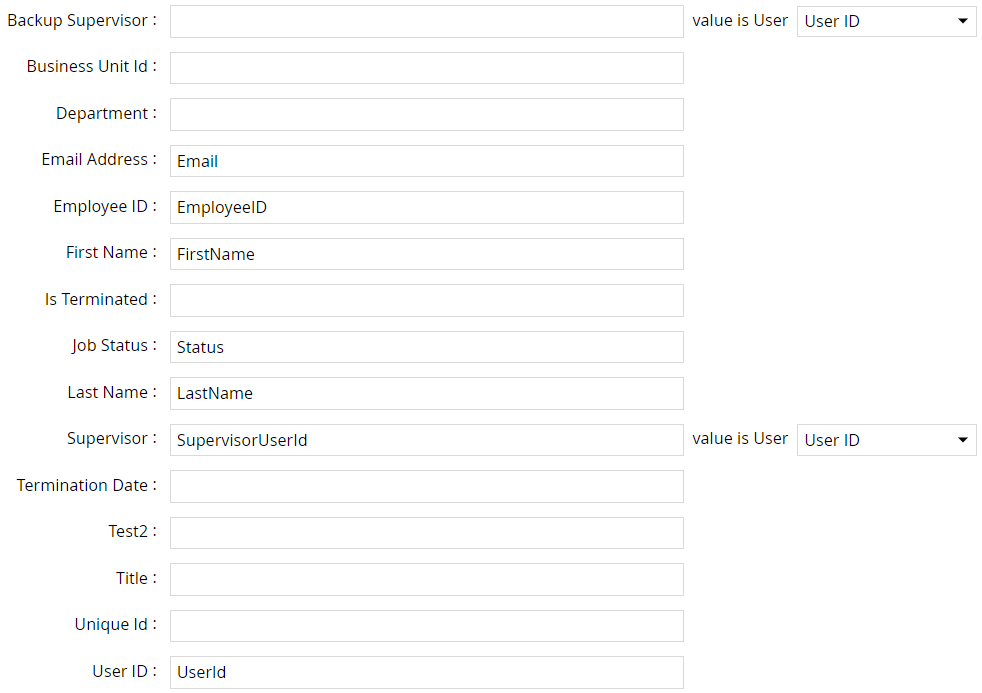 Backup Supervisor : value is User User ID
Business Unit Id :
Department :
Email Address : Email
Employee ID : EmployeeID
First Name : FirstName
Is Terminated :
Job Status : Status
Last Name : LastName
Supervisor : SupervisorUserId value is User User ID
Termination Date :
Test2 :
Title :
Unique Id :
User ID : UserId